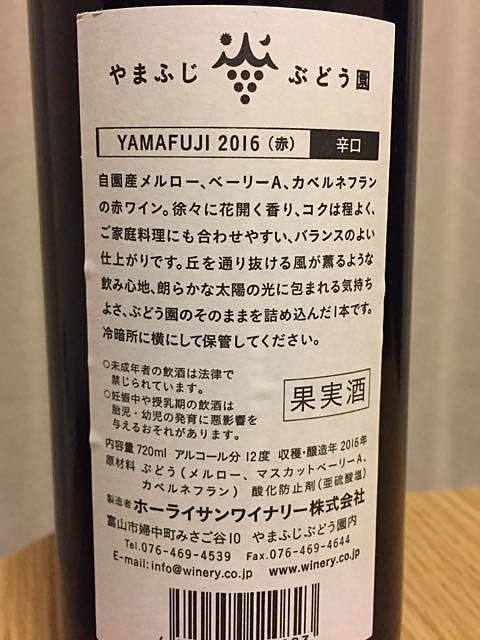 やまふじ ぶどう園
YAMAFUJI 2016（赤） 辛口
自園産メルロー、ベーリーA、カベルネフラン
の赤ワイン。徐々に花開く香り、コクは程よく、
ご家庭料理にも合わせやすい、バランスのよい
仕上がりです。丘を通り抜ける風が薫るような
飲み心地、朗らかな太陽の光に包まれる気持ち
よさ、ぶどう園のそのままを詰め込んだ1本です。
冷暗所に横にして保管してください。
○未成年者の飲酒は法律で
禁じられています。
○妊娠中や授乳期の飲酒は
胎児・幼児の発育に悪影響を
与えるおそれがあります。
果実酒
内容量720ml アルコール分12度 収穫・醸造年2016年
原材料 ぶどう（メルロー、マスカットベーリーA、
カベルネフラン） 酸化防止剤（亜硫酸塩）
製造者 ホーライサンワイナリー株式会社
富山市婦中町みさご谷10 やまふじぶどう園内
Tel.076-469-4539 Fax.076-469-4644
E-mail:info@winery.co.jp www.winery.co.jp